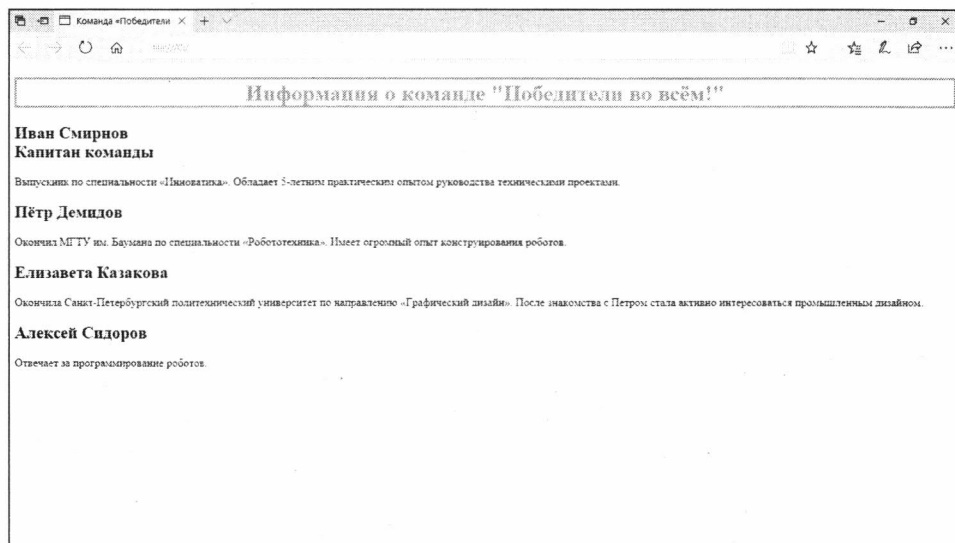 Команда «Победители
Информация о команде "Победители во всём!"
Иван Смирнов
Капитан команды
Выпускник по специальности «Инноватика». Обладает 5-летним практическим опытом руководства техническими проектами.
Пётр Демидов
Окончил МГТУ им. Баумана по специальности «Робототехника». Имеет огромный опыт конструирования роботов.
Елизавета Казакова
Окончила Санкт-Петербургский политехнический университет по направлению «Графический дизайн». После знакомства с Петром стала активно интересоваться промышленным дизайном.
Алексей Сидоров
Отвечает за программирование роботов.